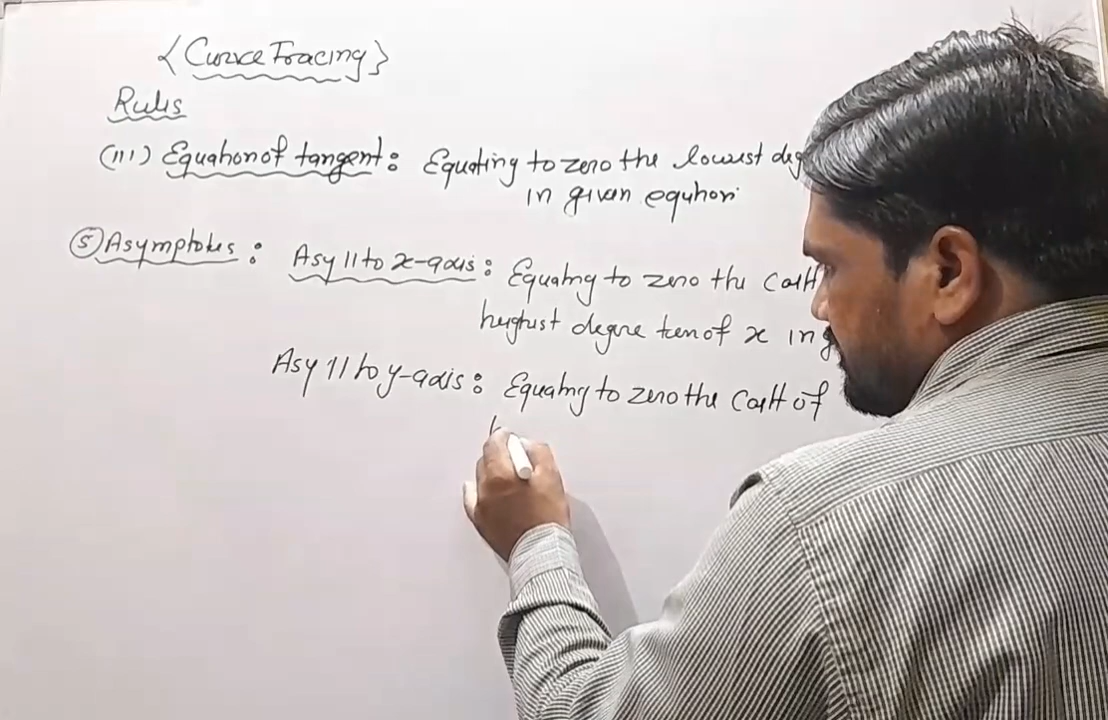 {Curve Tracing}
Rules
(III) Equation of tangent: Equating to zero the lowest deg
in given equation
(5) Asymptotes: Asy || to x-axis: Equating to zero the coeff
heighst degree term of x in g
Asy || to y-axis: Equating to zero the coeff of
h